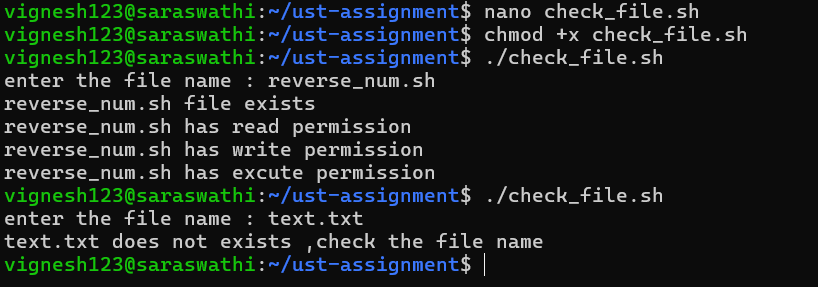 vignesh123@saraswathi:~/ust-assignment$ nano check_file.sh
vignesh123@saraswathi:~/ust-assignment$ chmod +x check_file.sh
vignesh123@saraswathi:~/ust-assignment$ ./check_file.sh
enter the file name : reverse_num.sh
reverse_num.sh file exists
reverse_num.sh has read permission
reverse_num.sh has write permission
reverse_num.sh has excute permission
vignesh123@saraswathi:~/ust-assignment$ ./check_file.sh
enter the file name : text.txt
text.txt does not exists ,check the file name
vignesh123@saraswathi:~/ust-assignment$